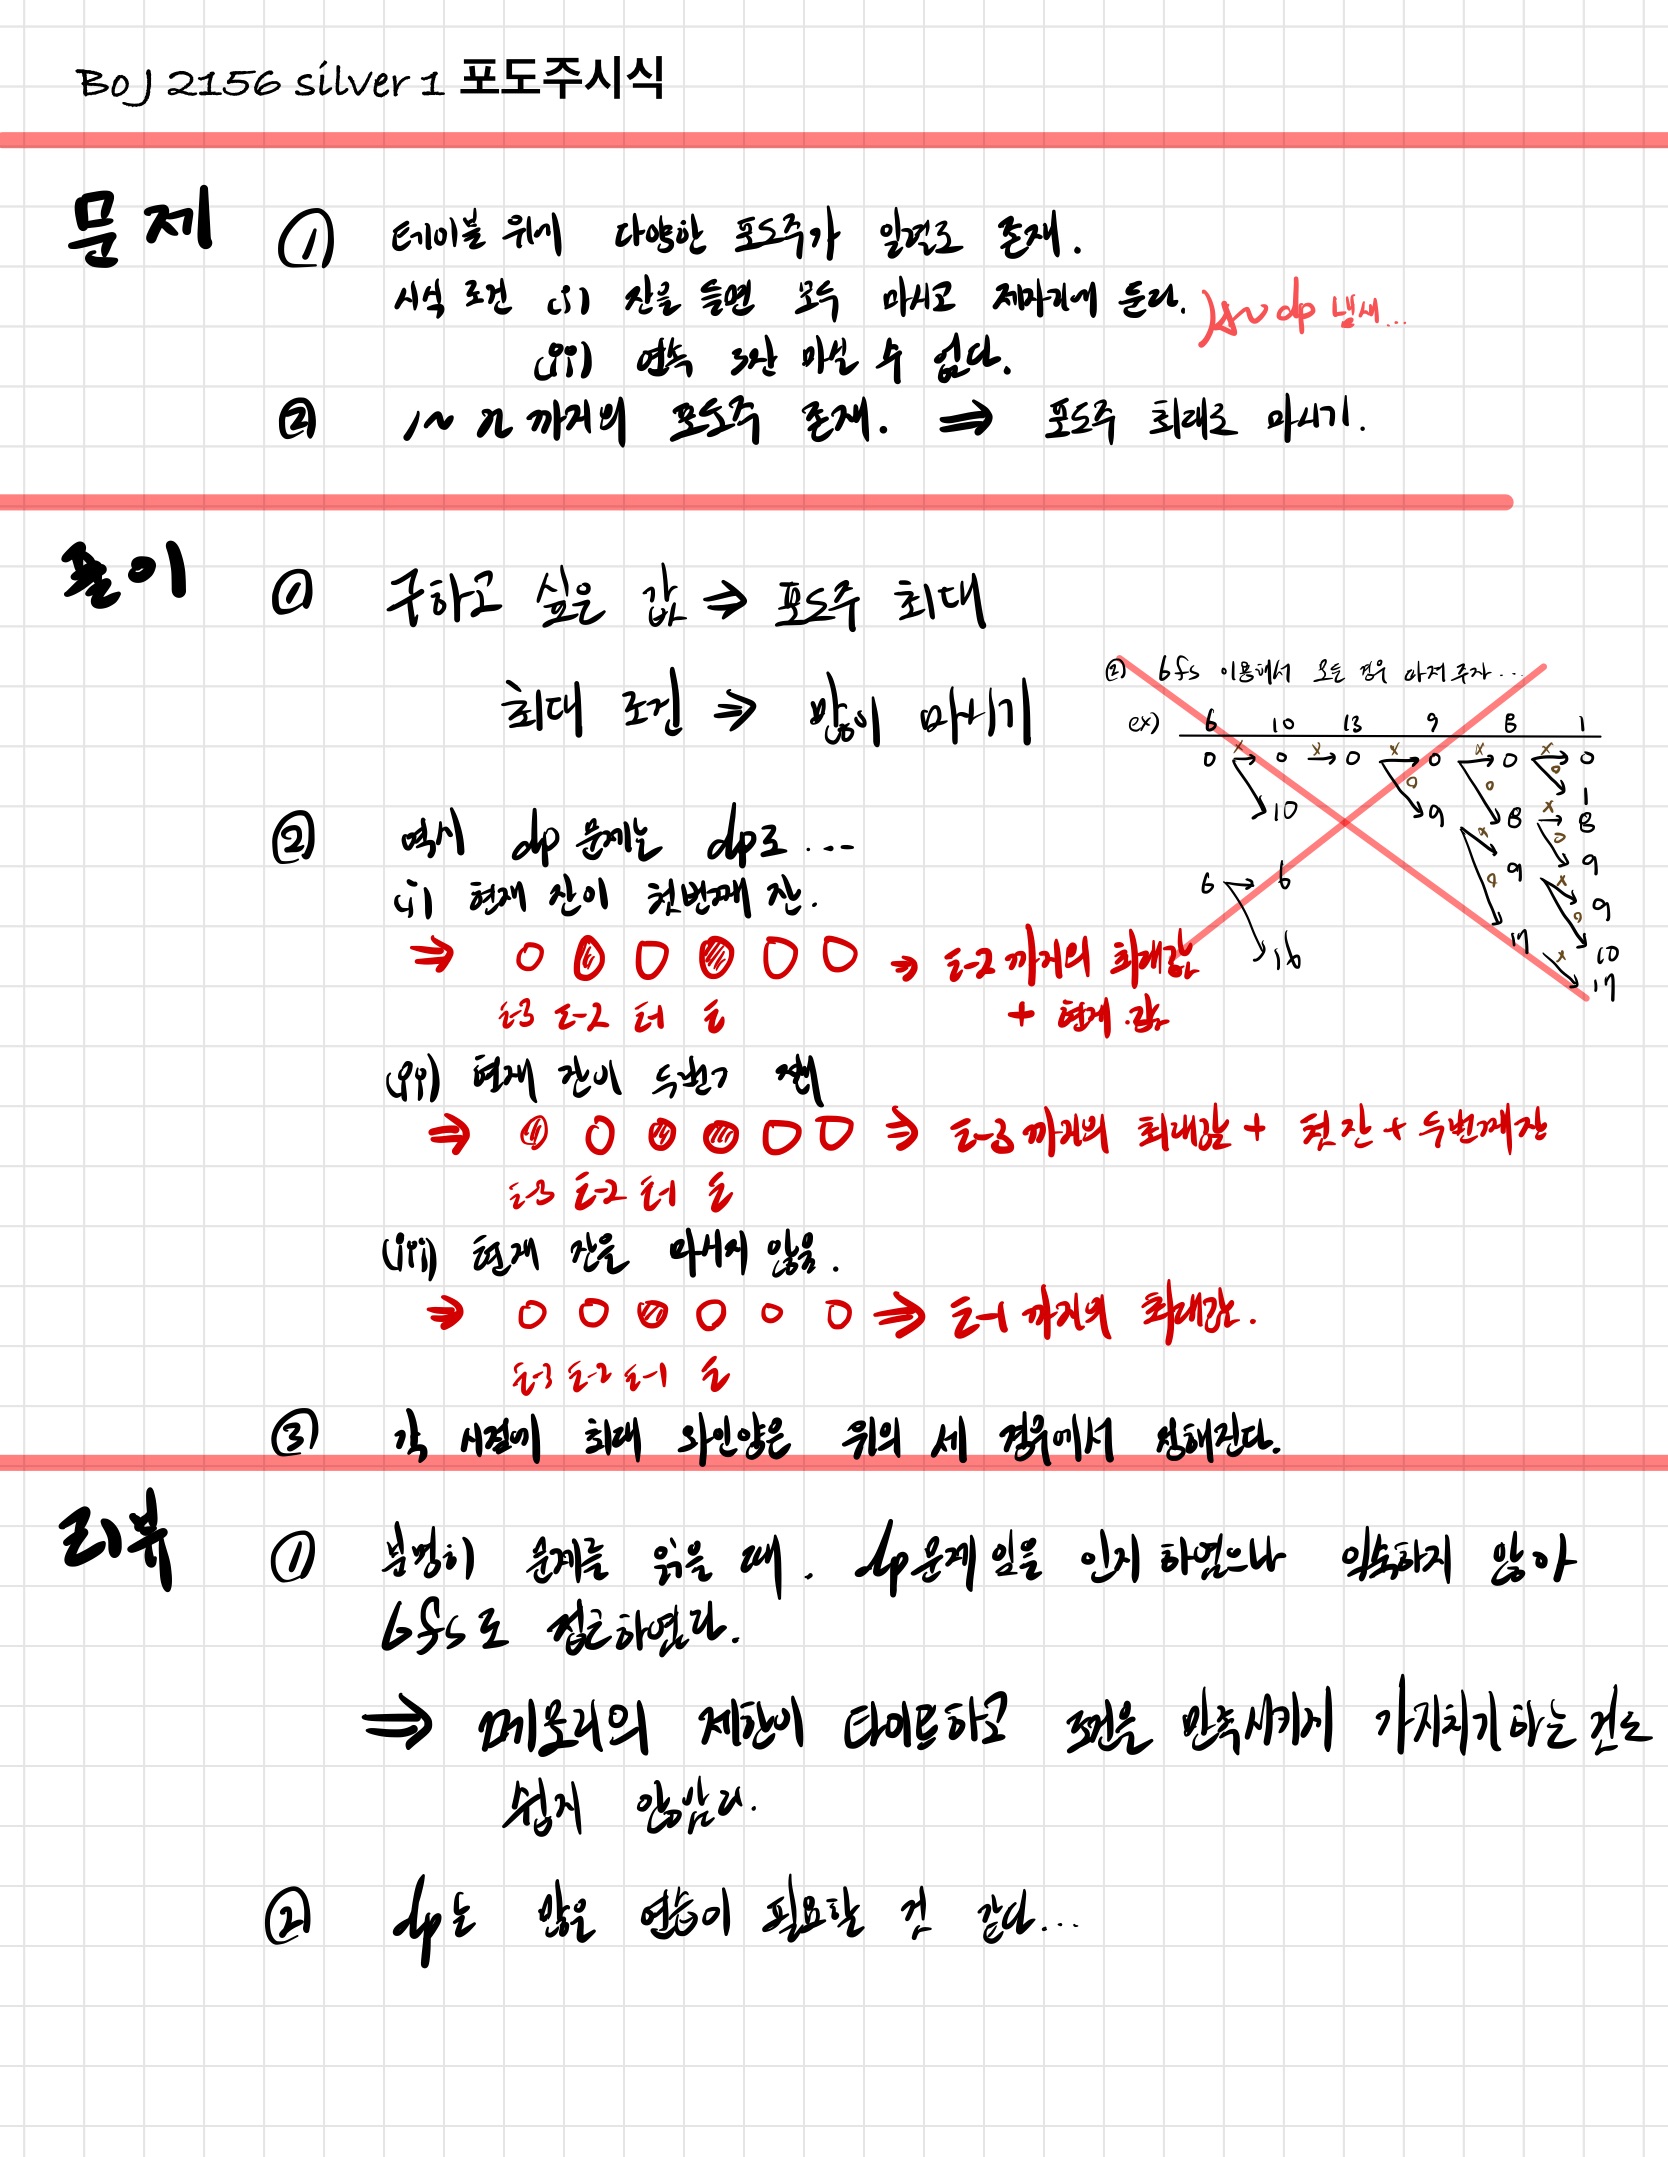 BOJ 2156 silver 1 포도주시식
문제
① 테이블 위에 다양한 포도주가 일렬로 존재.
시식 조건 (i) 잔을 들면 모두 마시고 제자리에 둔다.
dp 냄새...
(ii) 연속 3잔 마실 수 없다.
② 1~n까지의 포도주 존재. ⇒ 포도주 최대로 마시기.
풀이
① 구하고 싶은 값 ⇒ 포도주 최대
최대 조건 ⇒ 많이 마시기
② bfs 이용해서 모든 경우 따져주자...
ex) 6 10 13 9 8 1
0 x 0 x 0 x 0 x 0 x 0
o o o 1
10 9 8 x 8
x o 9
6 6 o 9 x 9
o 10
16 17 x 17
② 역시 dp 문제는 dp로...
(i) 현재 잔이 첫번째 잔.
⇒ t-2까지의 최대값
+ 현재 값
t-3 t-2 t-1 t
(ii) 현재 잔이 두번째 잔
⇒ t-3까지의 최대값 + 첫 잔 + 두번째 잔
t-3 t-2 t-1 t
(iii) 현재 잔을 마시지 않음.
⇒ t-1까지의 최대값.
t-3 t-2 t-1 t
③ 각 시점에 최대 와인양은 위의 세 경우에서 정해진다.
리뷰
① 분명히 문제를 읽을 때. dp문제임을 인지하였으나 익숙하지 않아
bfs로 접근하였다.
⇒ 메모리의 제한이 타이트하고 조건을 만족시키게 가지치기하는 건도
쉽지 않았다.
② dp는 많은 연습이 필요할 것 같다...